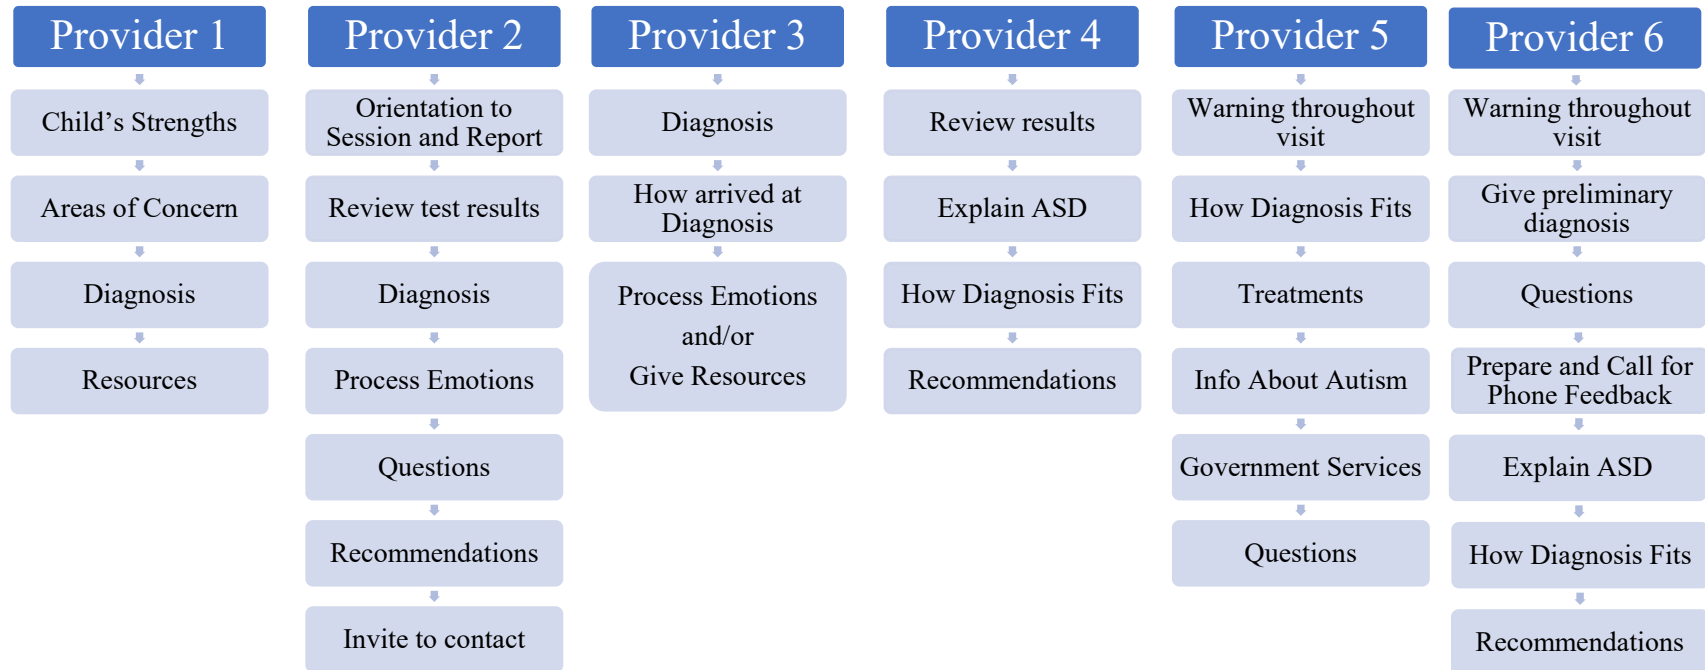 Provider 1
Child’s Strengths
Areas of Concern
Diagnosis
Resources
Provider 2
Orientation to
Session and Report
Review test results
Diagnosis
Process Emotions
Questions
Recommendations
Invite to contact
Provider 3
Diagnosis
How arrived at
Diagnosis
Process Emotions
and/or
Give Resources
Provider 4
Review results
Explain ASD
How Diagnosis Fits
Recommendations
Provider 5
Warning throughout
visit
How Diagnosis Fits
Treatments
Info About Autism
Government Services
Questions
Provider 6
Warning throughout
visit
Give preliminary
diagnosis
Questions
Prepare and Call for
Phone Feedback
Explain ASD
How Diagnosis Fits
Recommendations